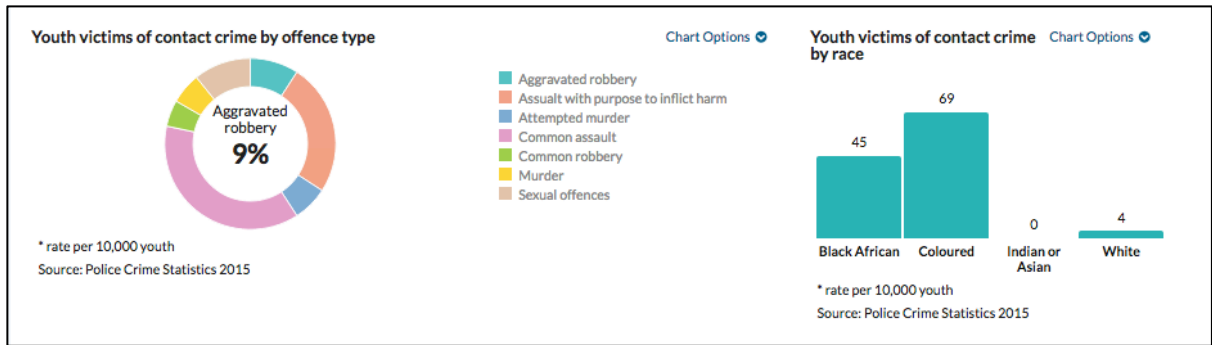 Youth victims of contact crime by offence type
Chart Options
Aggravated
robbery
9%
Aggravated robbery
Assualt with purpose to inflict harm
Attempted murder
Common assault
Common robbery
Murder
Sexual offences
* rate per 10,000 youth
Source: Police Crime Statistics 2015
Youth victims of contact crime
by race
Chart Options
45
69
0
4
Black African
Coloured
Indian or
Asian
White
* rate per 10,000 youth
Source: Police Crime Statistics 2015